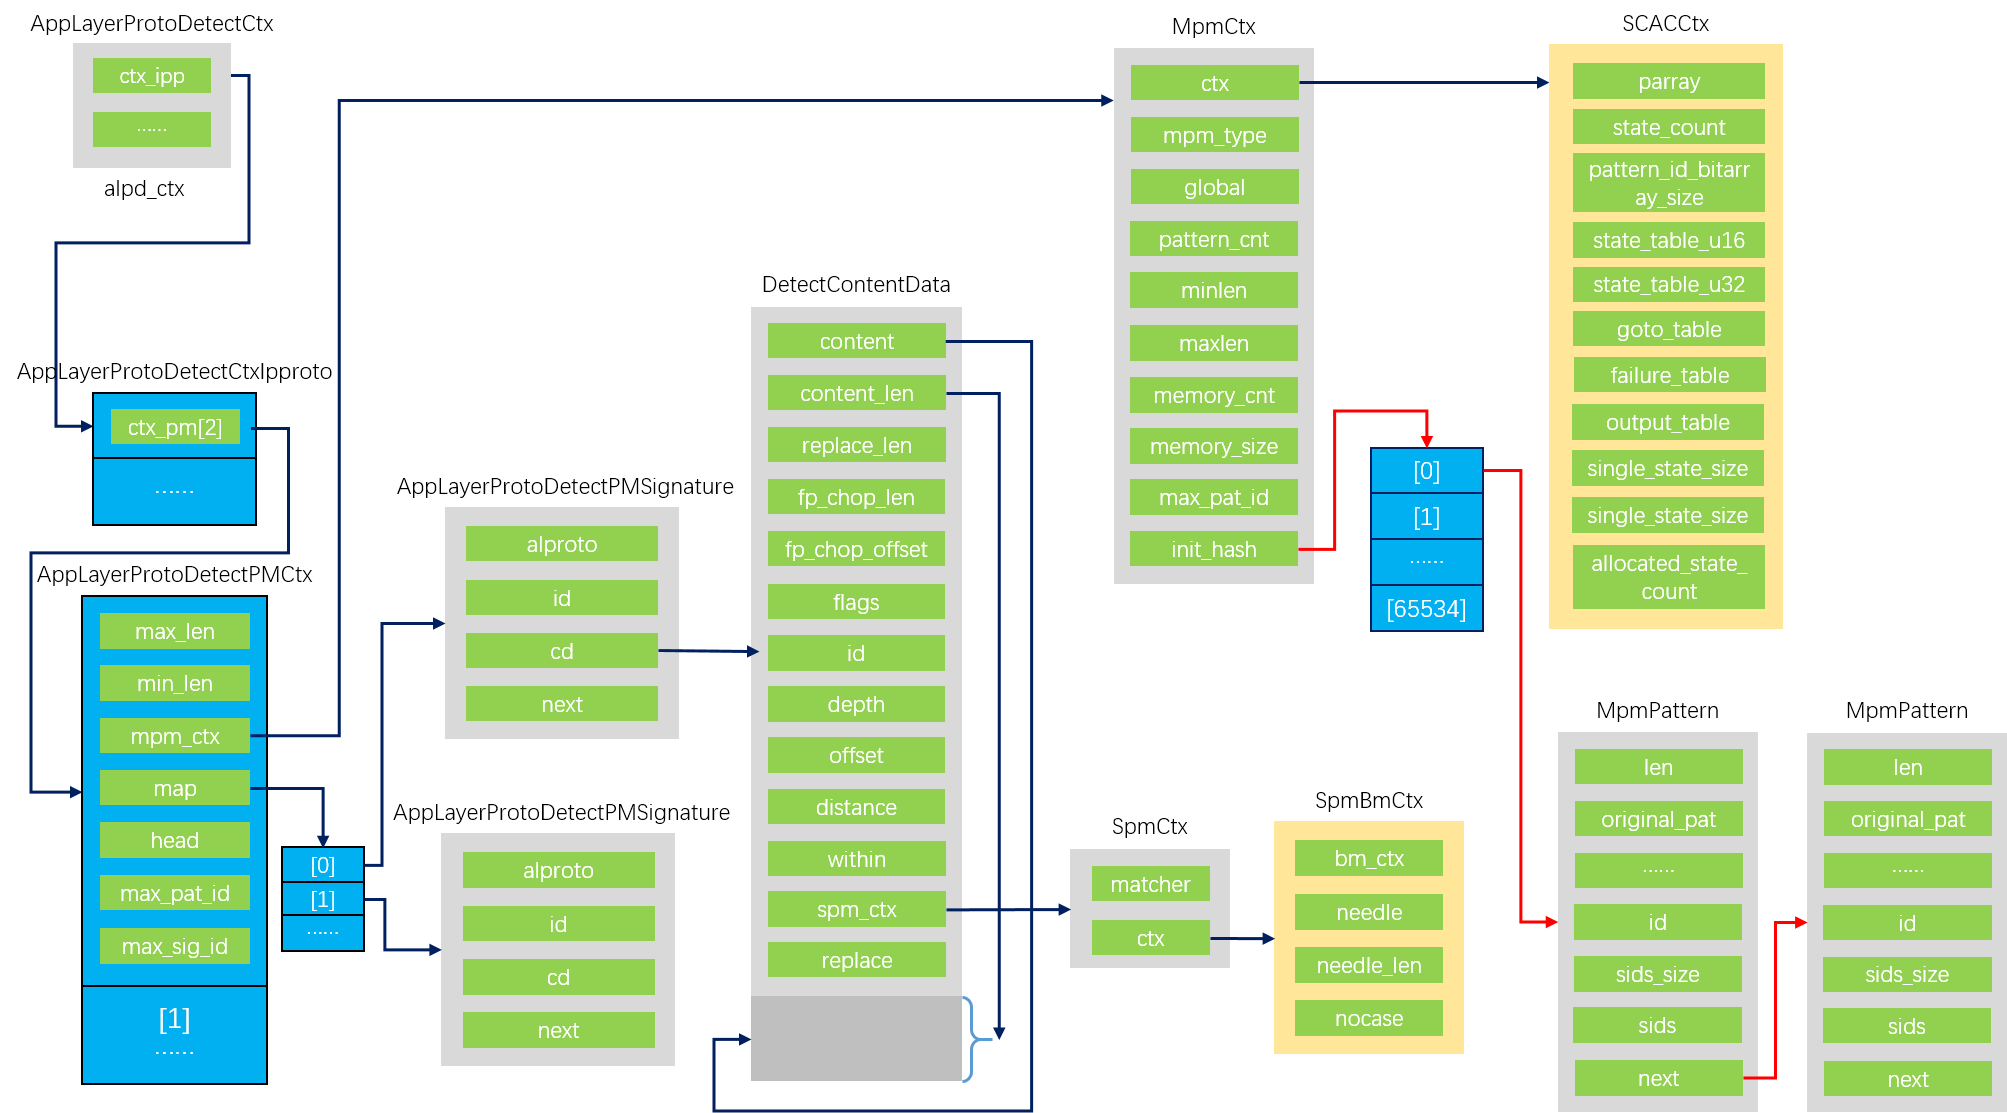 AppLayerProtoDetectCtx
ctx_ipp
......
alpd_ctx
AppLayerProtoDetectCtxIpproto
ctx_pm[2]
......
AppLayerProtoDetectPMCtx
max_len
min_len
mpm_ctx
map
head
max_pat_id
max_sig_id
[1]
......
[0]
[1]
......
AppLayerProtoDetectPMSignature
alproto
id
cd
next
AppLayerProtoDetectPMSignature
alproto
id
cd
next
DetectContentData
content
content_len
replace_len
fp_chop_len
fp_chop_offset
flags
id
depth
offset
distance
within
spm_ctx
replace
SpmCtx
matcher
ctx
SpmBmCtx
bm_ctx
needle
needle_len
nocase
MpmCtx
ctx
mpm_type
global
pattern_cnt
minlen
maxlen
memory_cnt
memory_size
max_pat_id
init_hash
[0]
[1]
......
[65534]
SCACCtx
parray
state_count
pattern_id_bitarr
ay_size
state_table_u16
state_table_u32
goto_table
failure_table
output_table
single_state_size
single_state_size
allocated_state_
count
MpmPattern
len
original_pat
......
id
sids_size
sids
next
MpmPattern
len
original_pat
......
id
sids_size
sids
next